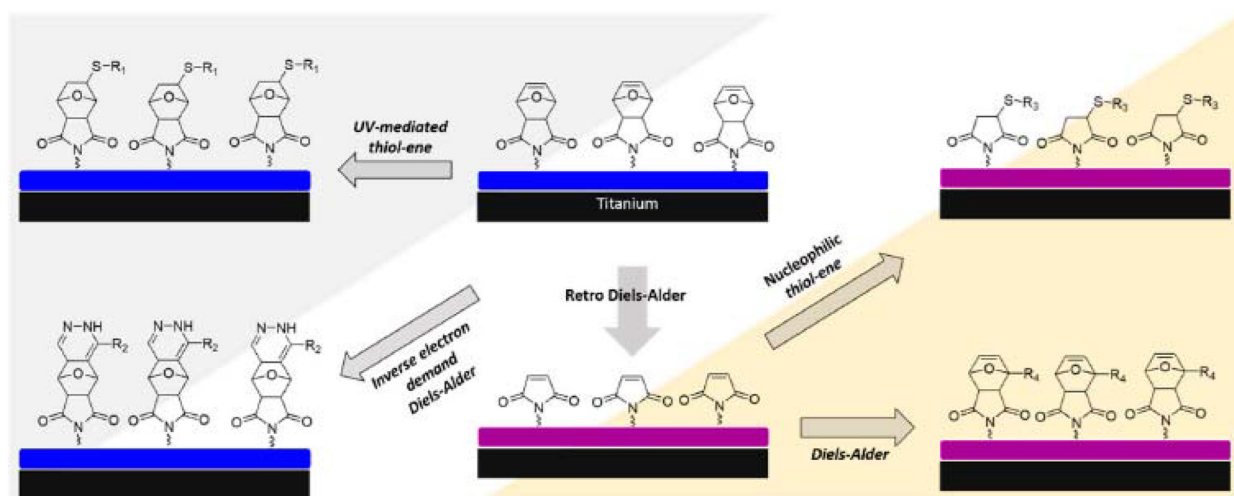 S-R₁
S-R₁
S-R₁
O
O
O
O O
O O
O O
N
N
N
UV-mediated
thiol-ene
O
O
O
O O
O O
O O
N
N
N
Titanium
S-R₃
S-R₃
S-R₃
O O
O O
O O
N
N
N
Retro Diels-Alder
Nucleophilic
thiol-ene
Inverse electron
demand
Diels-Alder
N-NH
N-NH
N-NH
R₂
R₂
R₂
O
O
O
O O
O O
O O
N
N
N
O O
O O
O O
N
N
N
Diels-Alder
O
O
O
R₄
R₄
R₄
O O
O O
O O
N
N
N